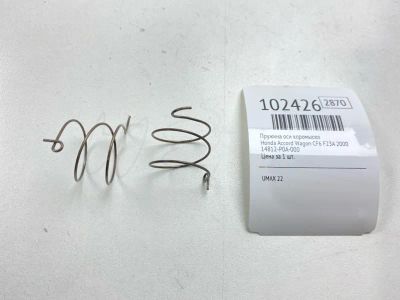 102426 2870
Пружина оси коромысла
Honda Accord Wagon CF6 F23A 2000
14812-P0A-000
Цена за 1 шт.
UMAX 22